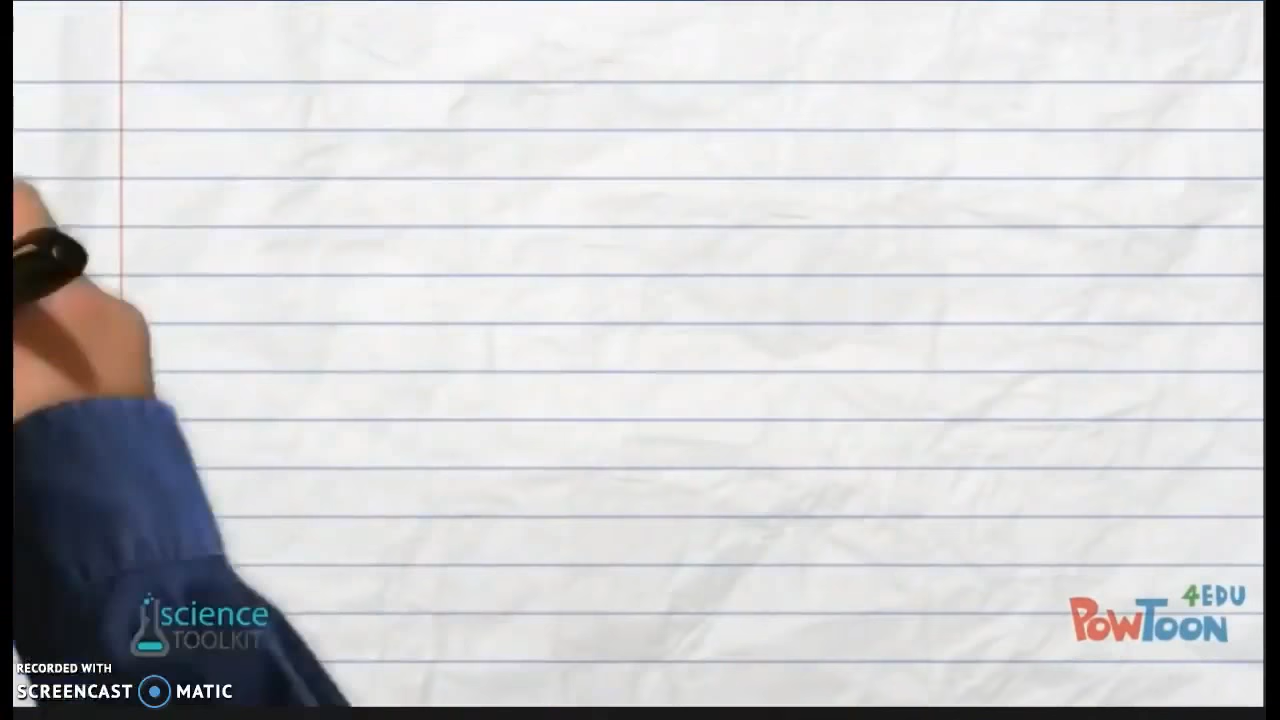 science
TOOLKIT
4EDU
POWTOON
RECORDED WITH
SCREENCAST MATIC